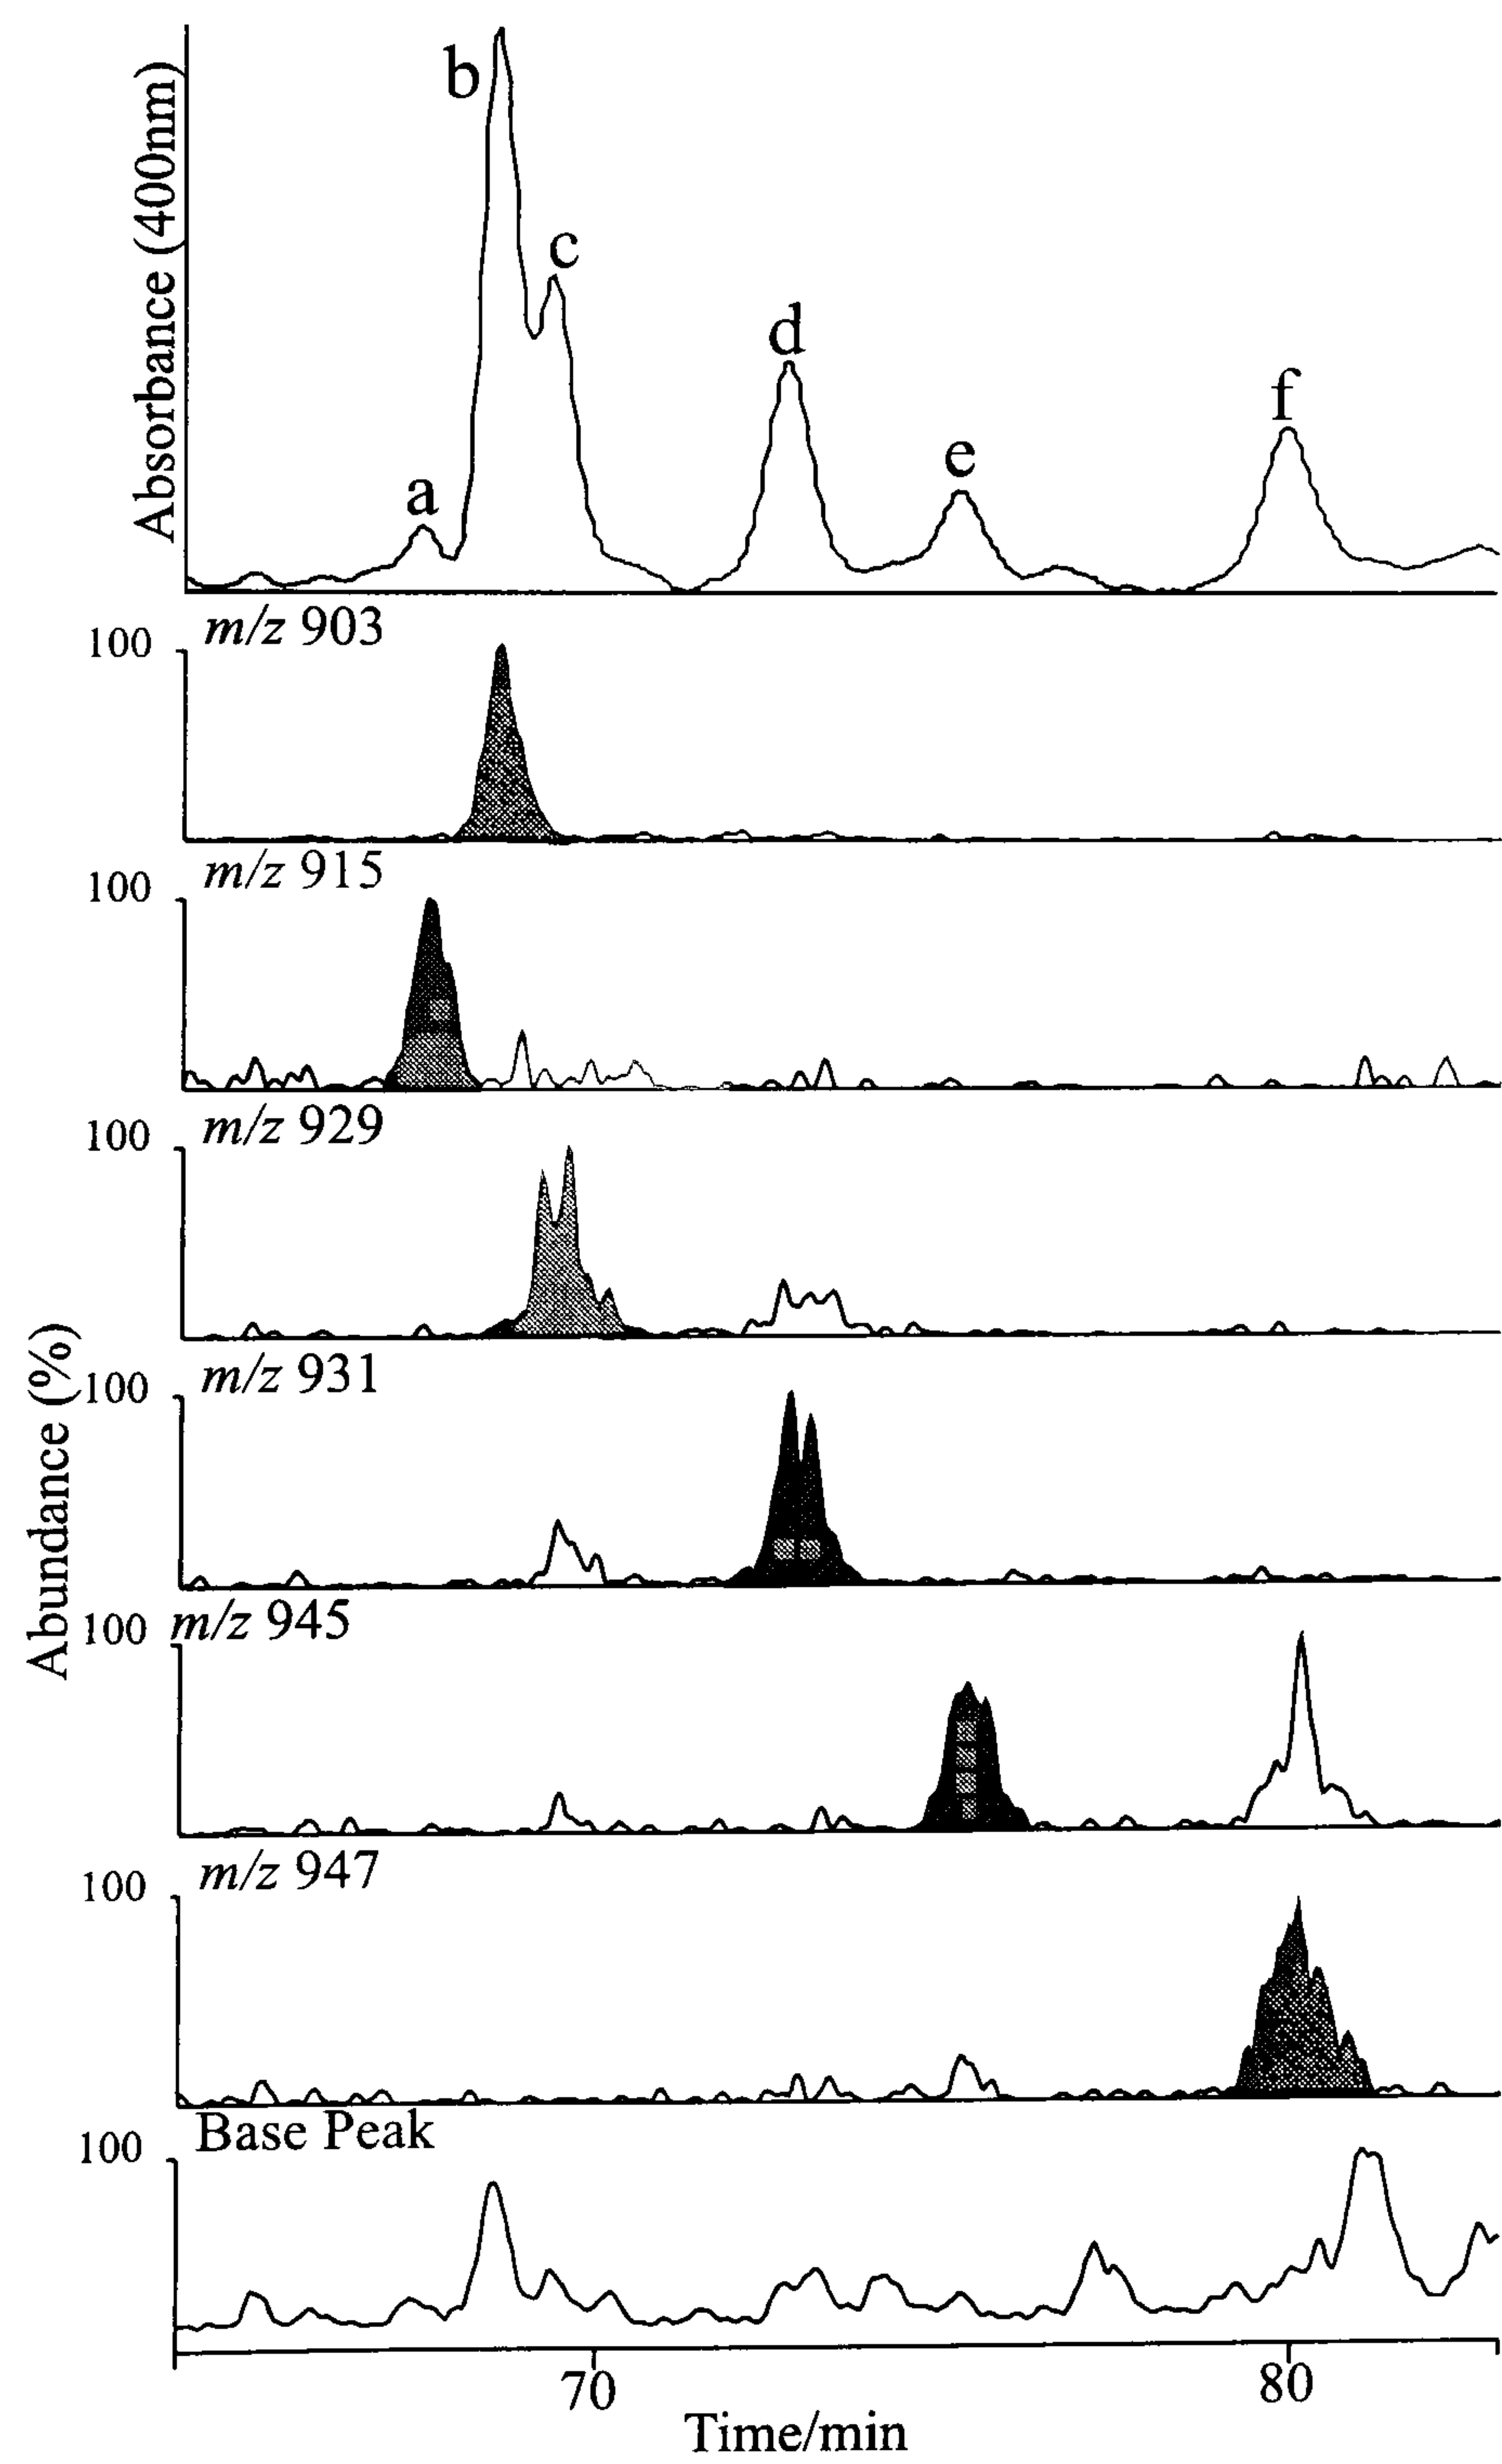 Absorbance (400nm)
b
c
d
f
e
a
m/z 903
100
m/z 915
100
m/z 929
100
m/z 931
100
m/z 945
100
m/z 947
100
Base Peak
100
Abundance (%)
70
80
Time/min